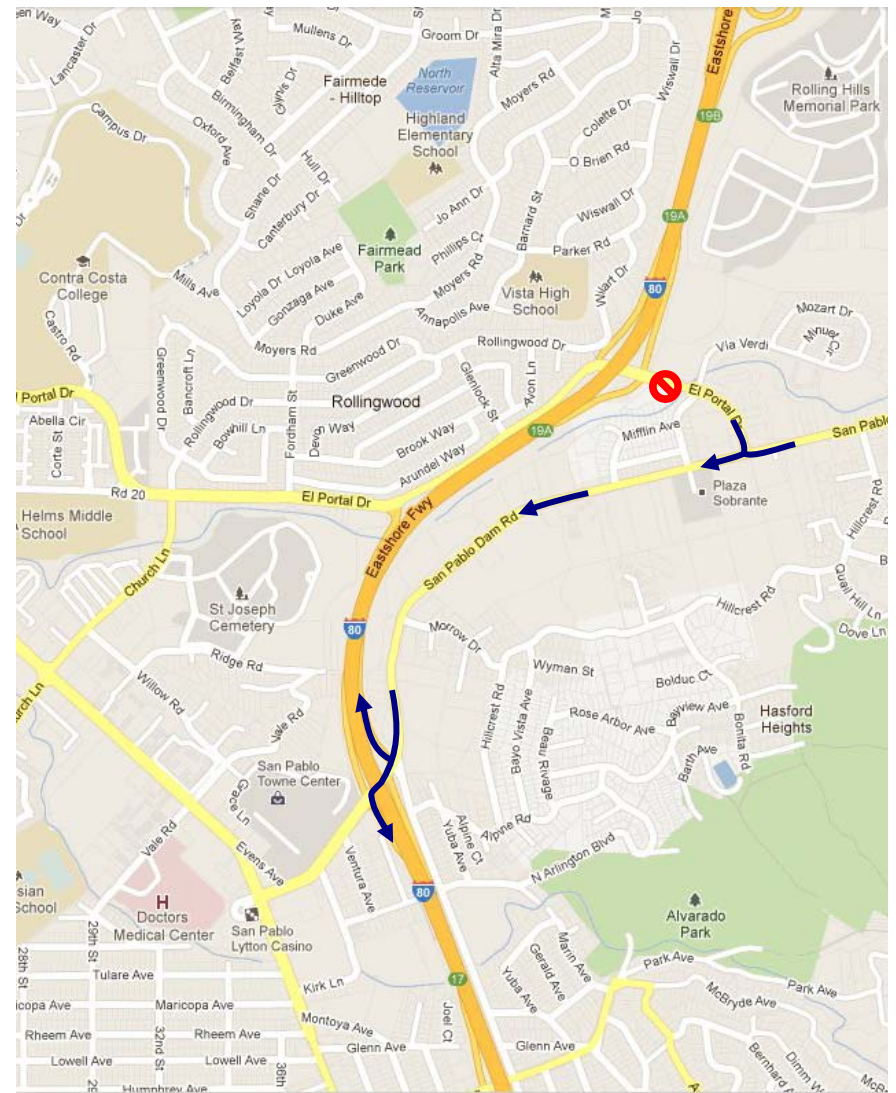 Lancaster Dr
Belfast Way
Mullens Dr
Groom Dr
Alta Mira Dr
Wiswall Dr
Eastshore
North
Reservoir
Fairmede
- Hilltop
Moyers Rd
Rolling Hills
Memorial Park
Campus Dr
Birmingham Dr
Oxford Ave
Highland
Elementary
School
Colette Dr
19B
O Brien Rd
Hull Dr
Shane Dr
Canterbury Dr
Jo Ann Dr
Barnard St
Wiswall Dr
19A
Fairmead
Park
Phillips Ct
Parker Rd
Contra Costa
College
Mills Ave
Loyola Dr
Loyola Ave
Gonzaga Ave
Duke Ave
Moyers Rd
Annapolis Ave
Vista High
School
80
Castro Rd
Moyers Rd
Greenwood Dr
Rollingwood Dr
Via Verdi
Mozart Dr
Minuet Cir
Greenwood Dr
Bancroft Ln
Rollingwood Dr
Bowhill Ln
Fordham St
Devon Way
Rollingwood
Glenlock St
Avon Ln
El Portal Dr
El Portal Dr
Abella Cir
Corte St
Brook Way
Arundel Way
19A
Mifflin Ave
San Pablo
Rd 20
El Portal Dr
Plaza
Sobrante
Helms Middle
School
Church Ln
Eastshore Fwy
San Pablo Dam Rd
Hillcrest Rd
Hillcrest Rd
Quail Hill Ln
Dove Ln
St Joseph
Cemetery
80
Morrow Dr
Ridge Rd
Wyman St
Bolduc Ct
Church Ln
Willow Rd
Vale Rd
Hillcrest Rd
Bayo Vista Ave
Rose Arbor Ave
Bayview Ave
Beau Rivage
Barth Ave
Bonita Rd
Hasford
Heights
San Pablo
Towne Center
Grace Ln
Alpine Rd
Alpine Ct
Yuba Ave
N Arlington Blvd
Vale Rd
Evens Ave
Ventura Ave
80
H
Doctors
Medical Center
San Pablo
Lytton Casino
Alvarado
Park
School
29th St
28th St
Tulare Ave
Kirk Ln
17
Marin Ave
Gerald Ave
Yuba Ave
Park Ave
Park Ave
McBryde Ave
Maricopa Ave
Montoya Ave
Joel Ct
Rheem Ave
32nd St
Rheem Ave
Glenn Ave
Glenn Ave
Lowell Ave
Lowell Ave
36th
Humphrey Ave